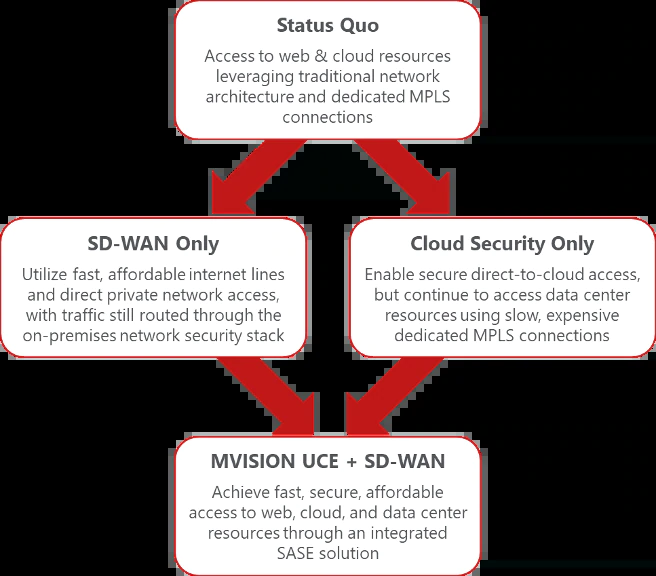 Status Quo
Access to web & cloud resources
leveraging traditional network
architecture and dedicated MPLS
connections
SD-WAN Only
Utilize fast, affordable internet lines
and direct private network access,
with traffic still routed through the
on-premises network security stack
Cloud Security Only
Enable secure direct-to-cloud access,
but continue to access data center
resources using slow, expensive
dedicated MPLS connections
MVISION UCE + SD-WAN
Achieve fast, secure, affordable
access to web, cloud, and data center
resources through an integrated
SASE solution